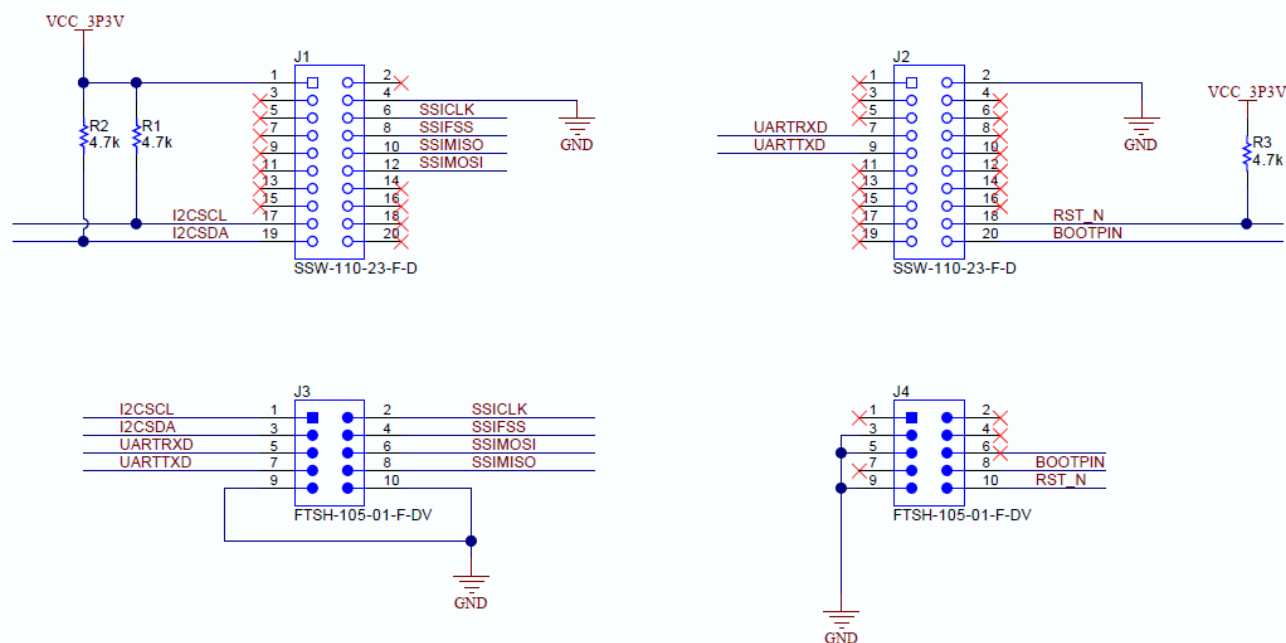 VCC_3P3V
J1
1 2
3 4
5 6 SSICLK
7 8 SSIFSS
9 10 SSIMISO
11 12 SSIMOSI
13 14
15 16
I2CSCL 17 18
I2CSDA 19 20
SSW-110-23-F-D
R2
4.7k
R1
4.7k
GND
J2
1 2
3 4
5 6
UARTRXD 7 8
UARTTXD 9 10
11 12
13 14
15 16
17 18 RST_N
19 20 BOOTPIN
SSW-110-23-F-D
GND
VCC_3P3V
R3
4.7k
J3
I2CSCL 1 2 SSICLK
I2CSDA 3 4 SSIFSS
UARTRXD 5 6 SSIMOSI
UARTTXD 7 8 SSIMISO
9 10
FTSH-105-01-F-DV
GND
J4
1 2
3 4
5 6
7 8 BOOTPIN
9 10 RST_N
FTSH-105-01-F-DV
GND